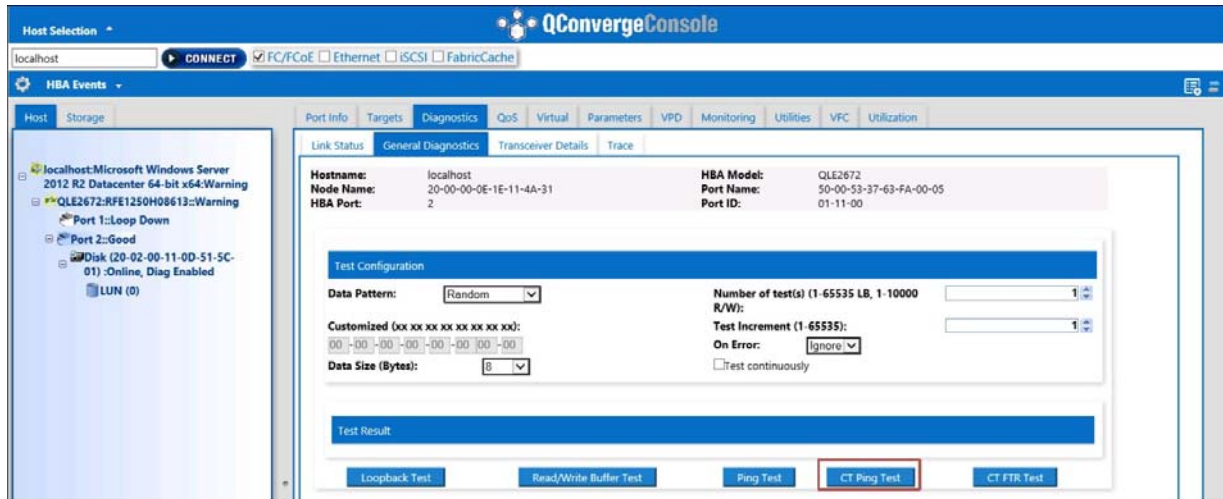 QConvergeConsole
Host Selection
localhost CONNECT FC/FCoE Ethernet iSCSI FabricCache
HBA Events
Host Storage
localhost:Microsoft Windows Server
2012 R2 Datacenter 64-bit x64:Warning
QLE2672:RFE1250H08613::Warning
Port 1::Loop Down
Port 2::Good
Disk (20-02-00-11-0D-51-5C-
01) :Online, Diag Enabled
LUN (0)
Port Info Targets Diagnostics QoS Virtual Parameters VPD Monitoring Utilities VFC Utilization
Link Status General Diagnostics Transceiver Details Trace
Hostname: localhost HBA Model: QLE2672
Node Name: 20-00-00-0E-1E-11-4A-31 Port Name: 50-00-53-37-63-FA-00-05
HBA Port: 2 Port ID: 01-11-00
Test Configuration
Data Pattern: Random Number of test(s) (1-65535 LB, 1-10000 1
R/W):
Customized (xx xx xx xx xx xx xx xx): Test Increment (1-65535): 1
00 -00 -00 -00 -00 -00 00 -00 On Error: Ignore
Data Size (Bytes): 8 Test continuously
Test Result
Loopback Test Read/Write Buffer Test Ping Test CT Ping Test CT FTR Test